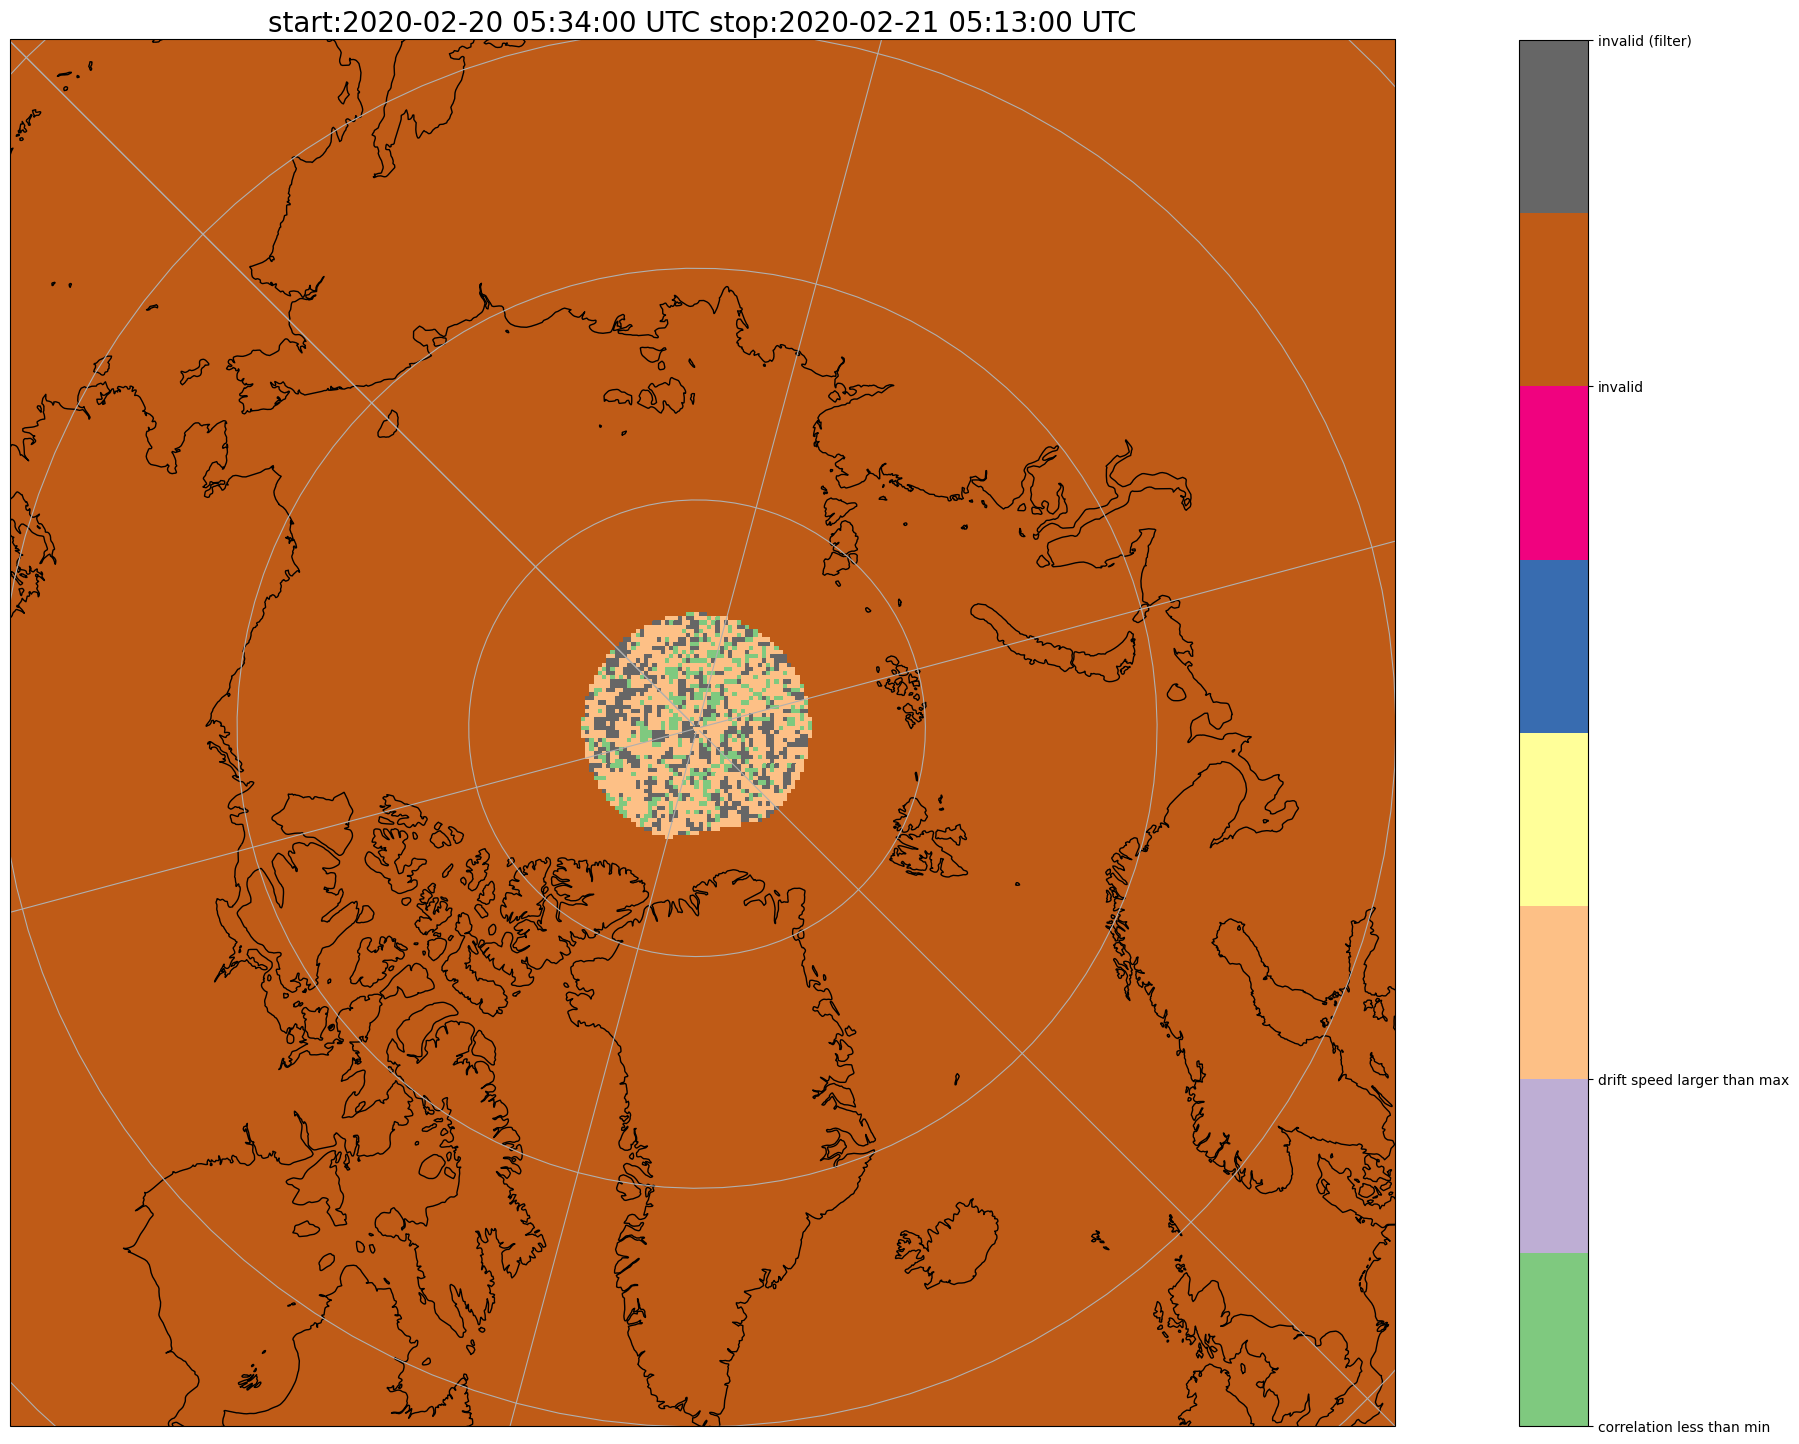 start:2020-02-20 05:34:00 UTC stop:2020-02-21 05:13:00 UTC
invalid (filter)
invalid
drift speed larger than max
correlation less than min